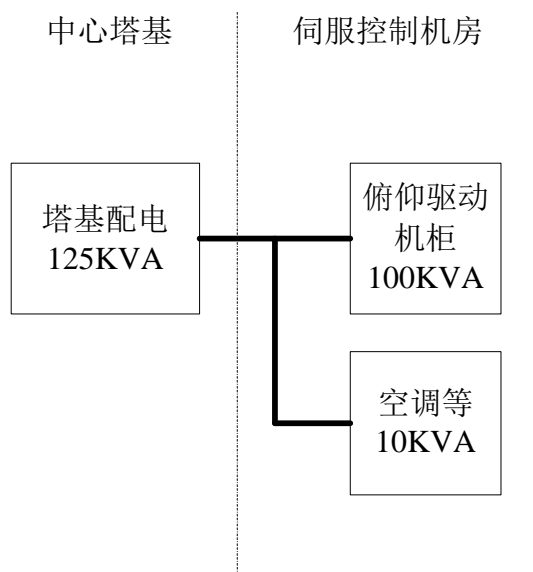 中心塔基
伺服控制机房
塔基配电
125KVA
俯仰驱动
机柜
100KVA
空调等
10KVA